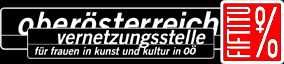 oberösterreich
vernetzungsstelle
für frauen in kunst und kultur in OÖ
FIFTITU
%